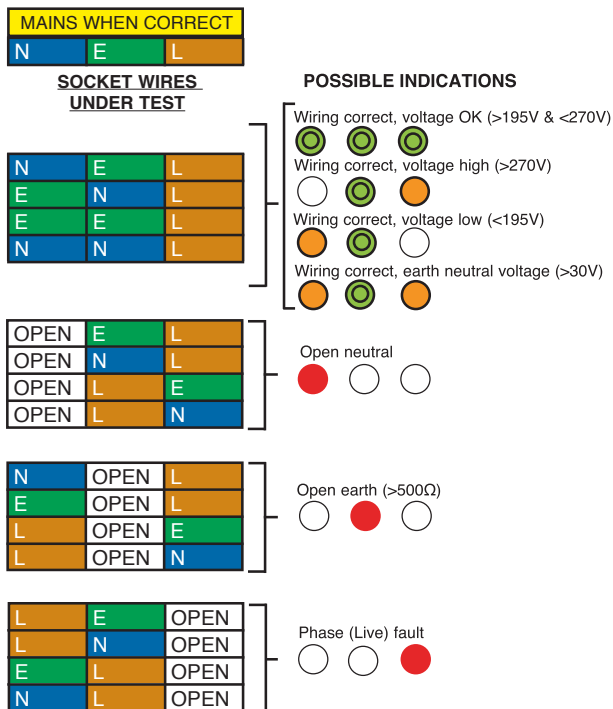 MAINS WHEN CORRECT
N E L
SOCKET WIRES
UNDER TEST
POSSIBLE INDICATIONS
Wiring correct, voltage OK (>195V & <270V)
Wiring correct, voltage high (>270V)
Wiring correct, voltage low (<195V)
Wiring correct, earth neutral voltage (>30V)
N E L
E N L
E E L
N N L
OPEN E L
OPEN N L
OPEN L E
OPEN L N
Open neutral
N OPEN L
E OPEN L
L OPEN E
L OPEN N
Open earth (>500Ω)
L E OPEN
L N OPEN
E L OPEN
N L OPEN
Phase (Live) fault